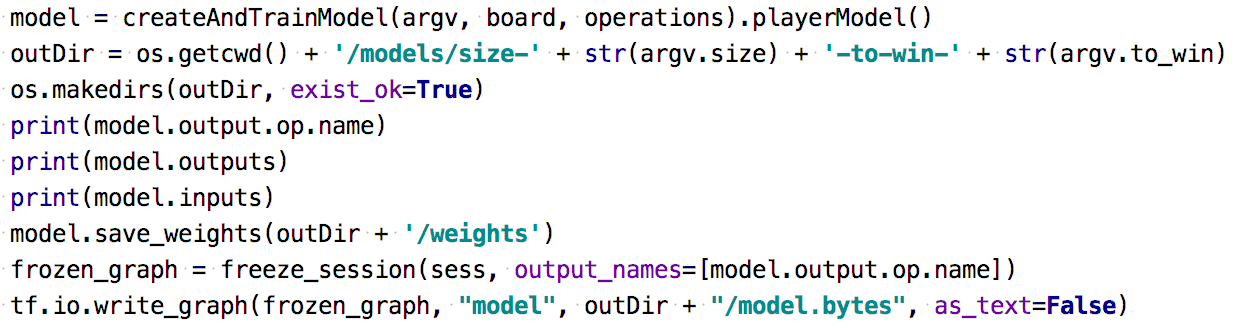 model = createAndTrainModel(argv, board, operations).playerModel()
outDir = os.getcwd() + '/models/size-' + str(argv.size) + '-to-win-' + str(argv.to_win)
os.makedirs(outDir, exist_ok=True)
print(model.output.op.name)
print(model.outputs)
print(model.inputs)
model.save_weights(outDir + '/weights')
frozen_graph = freeze_session(sess, output_names=[model.output.op.name])
tf.io.write_graph(frozen_graph, "model", outDir + "/model.bytes", as_text=False)